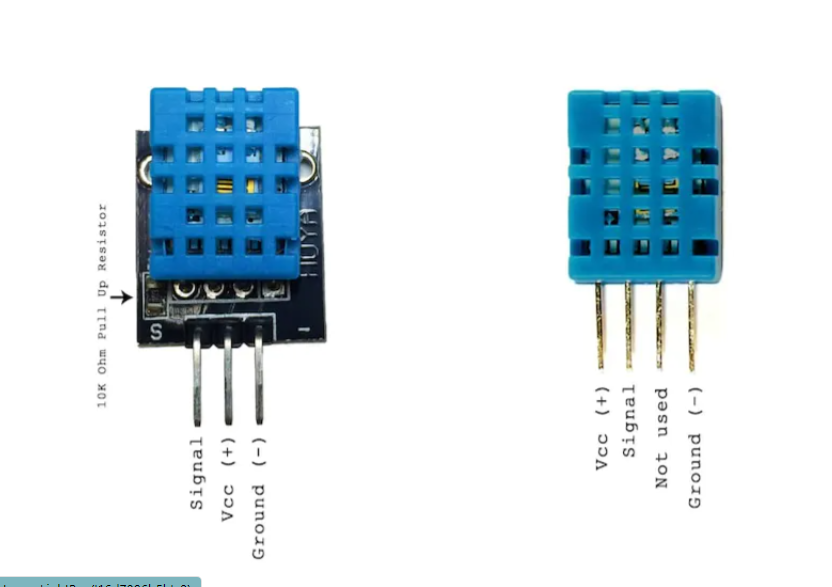 10K Ohm Pull Up Resistor
S
-
HUYA
Signal
Vcc (+)
Ground (-)
Vcc (+)
Signal
Not used
Ground (-)